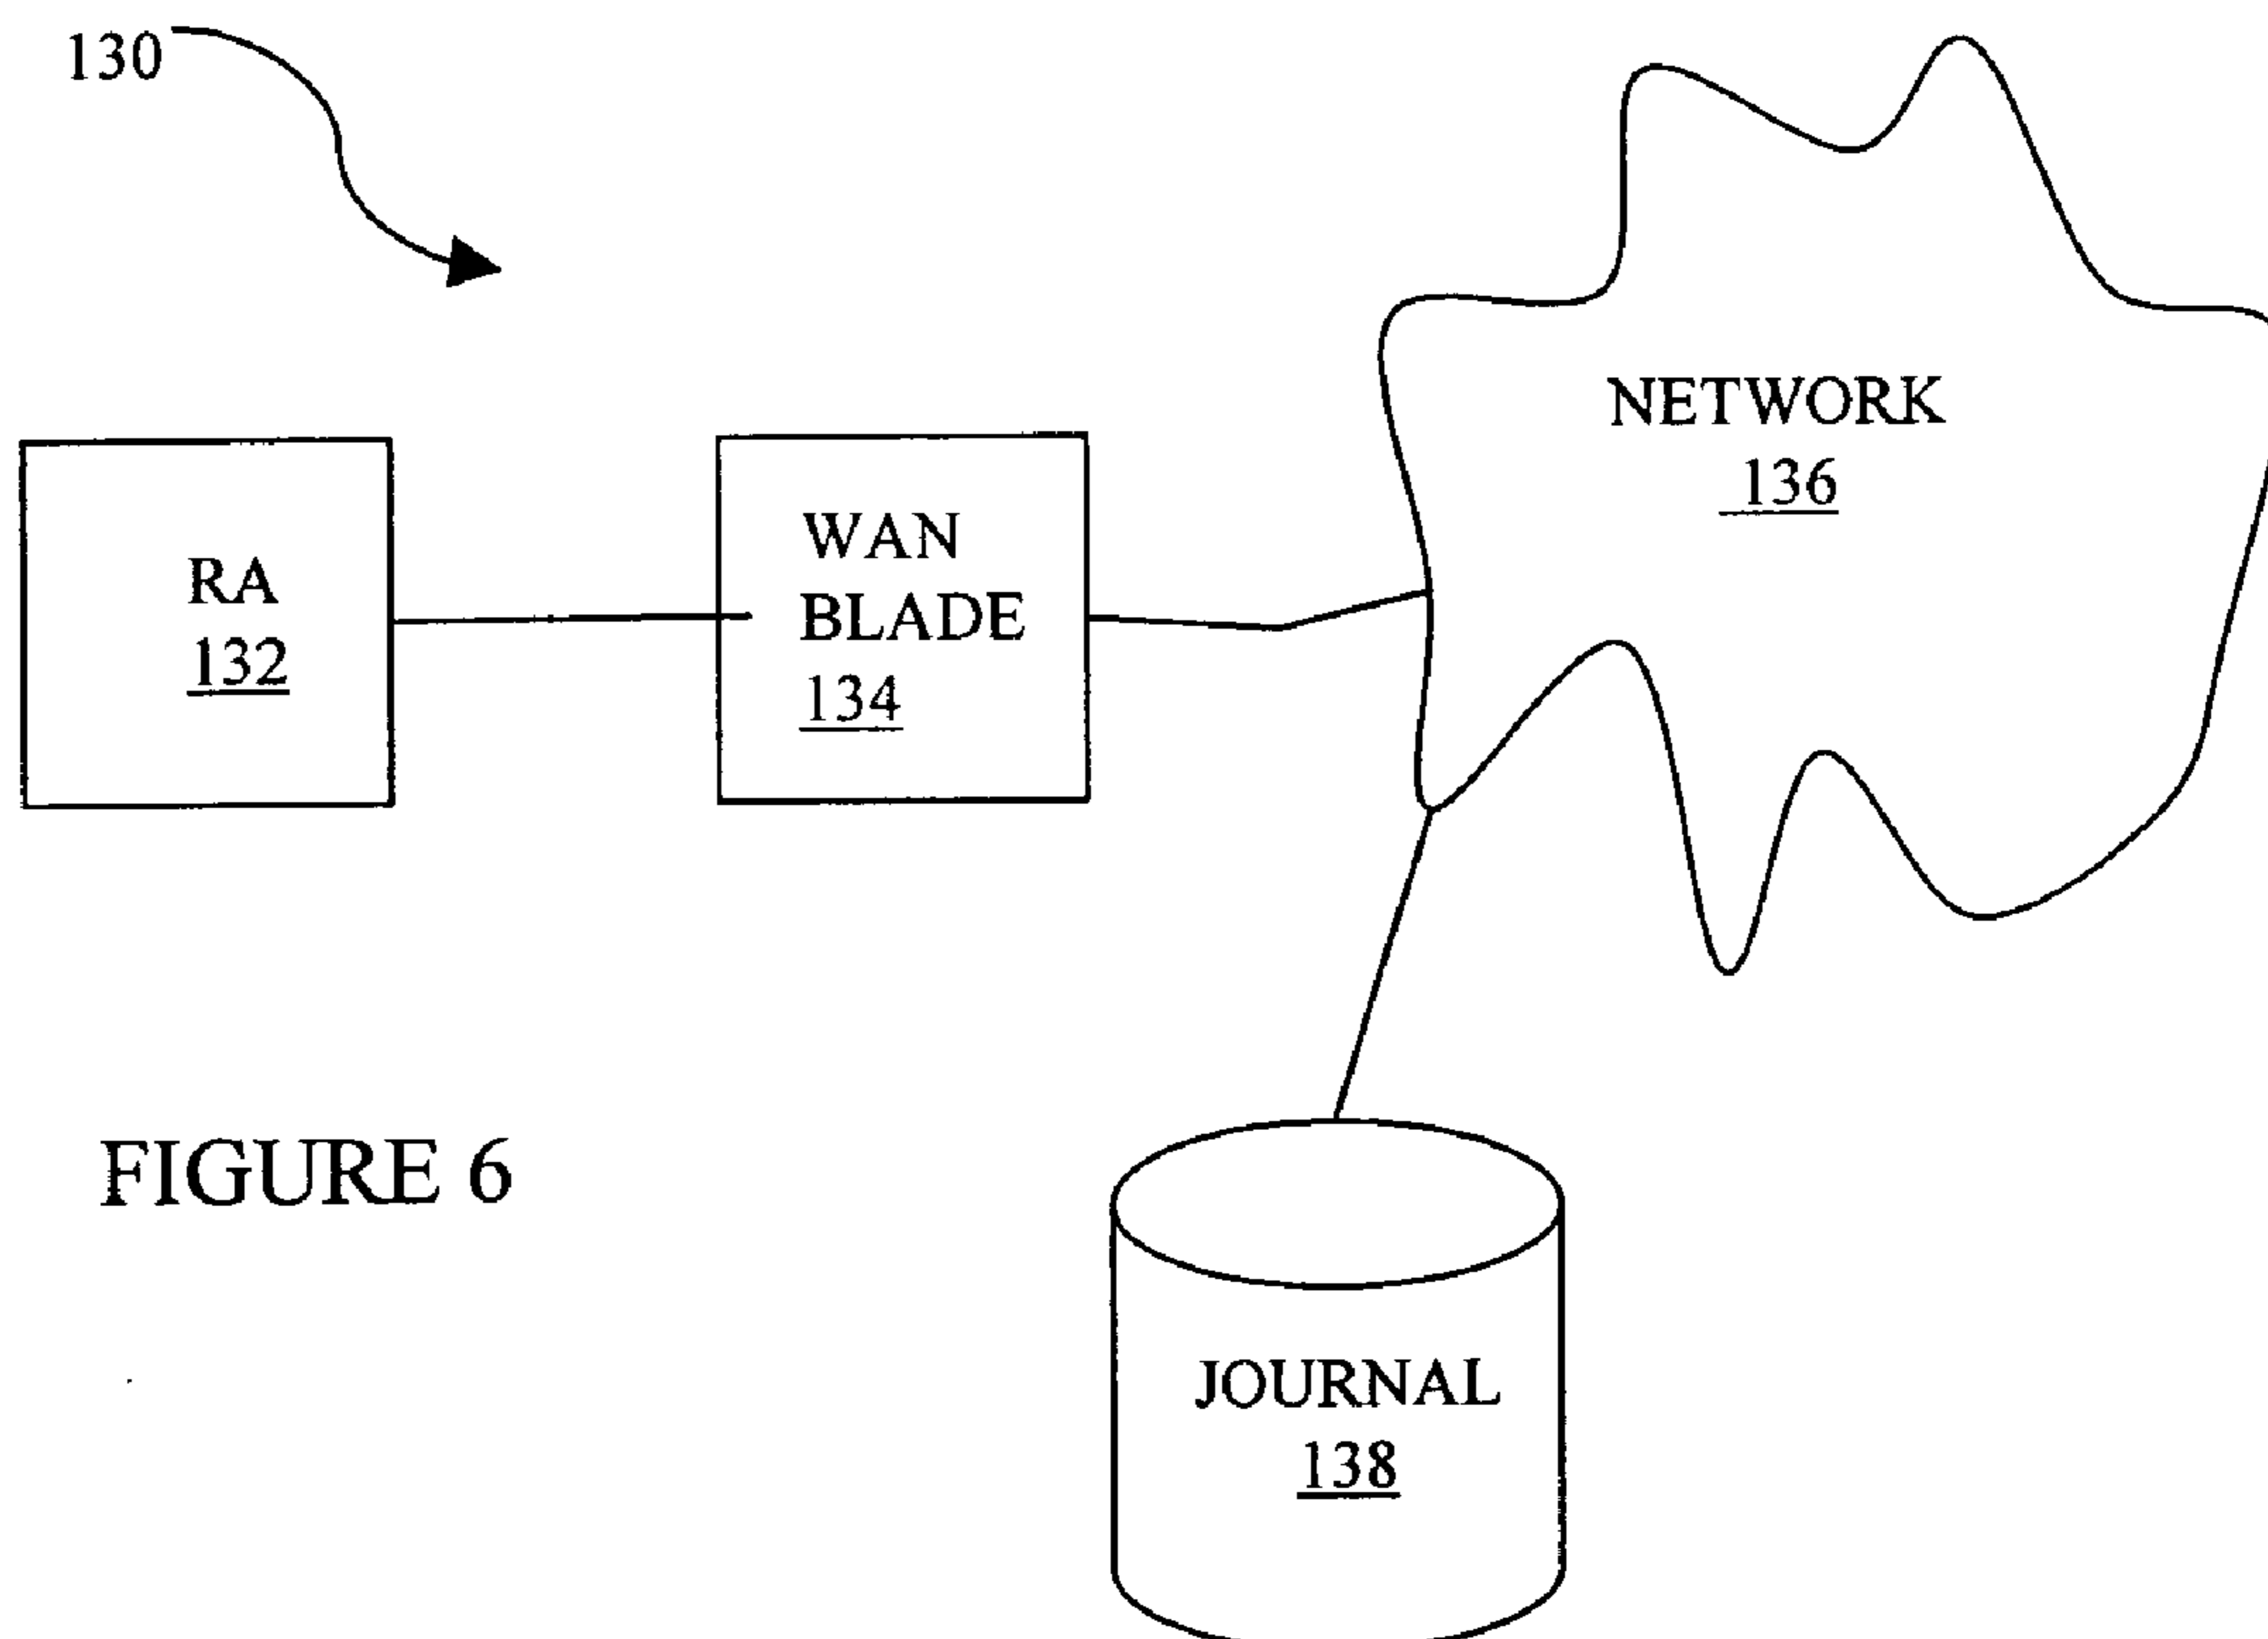 130
NETWORK
136
WAN
BLADE
134
RA
132
FIGURE 6
JOURNAL
138